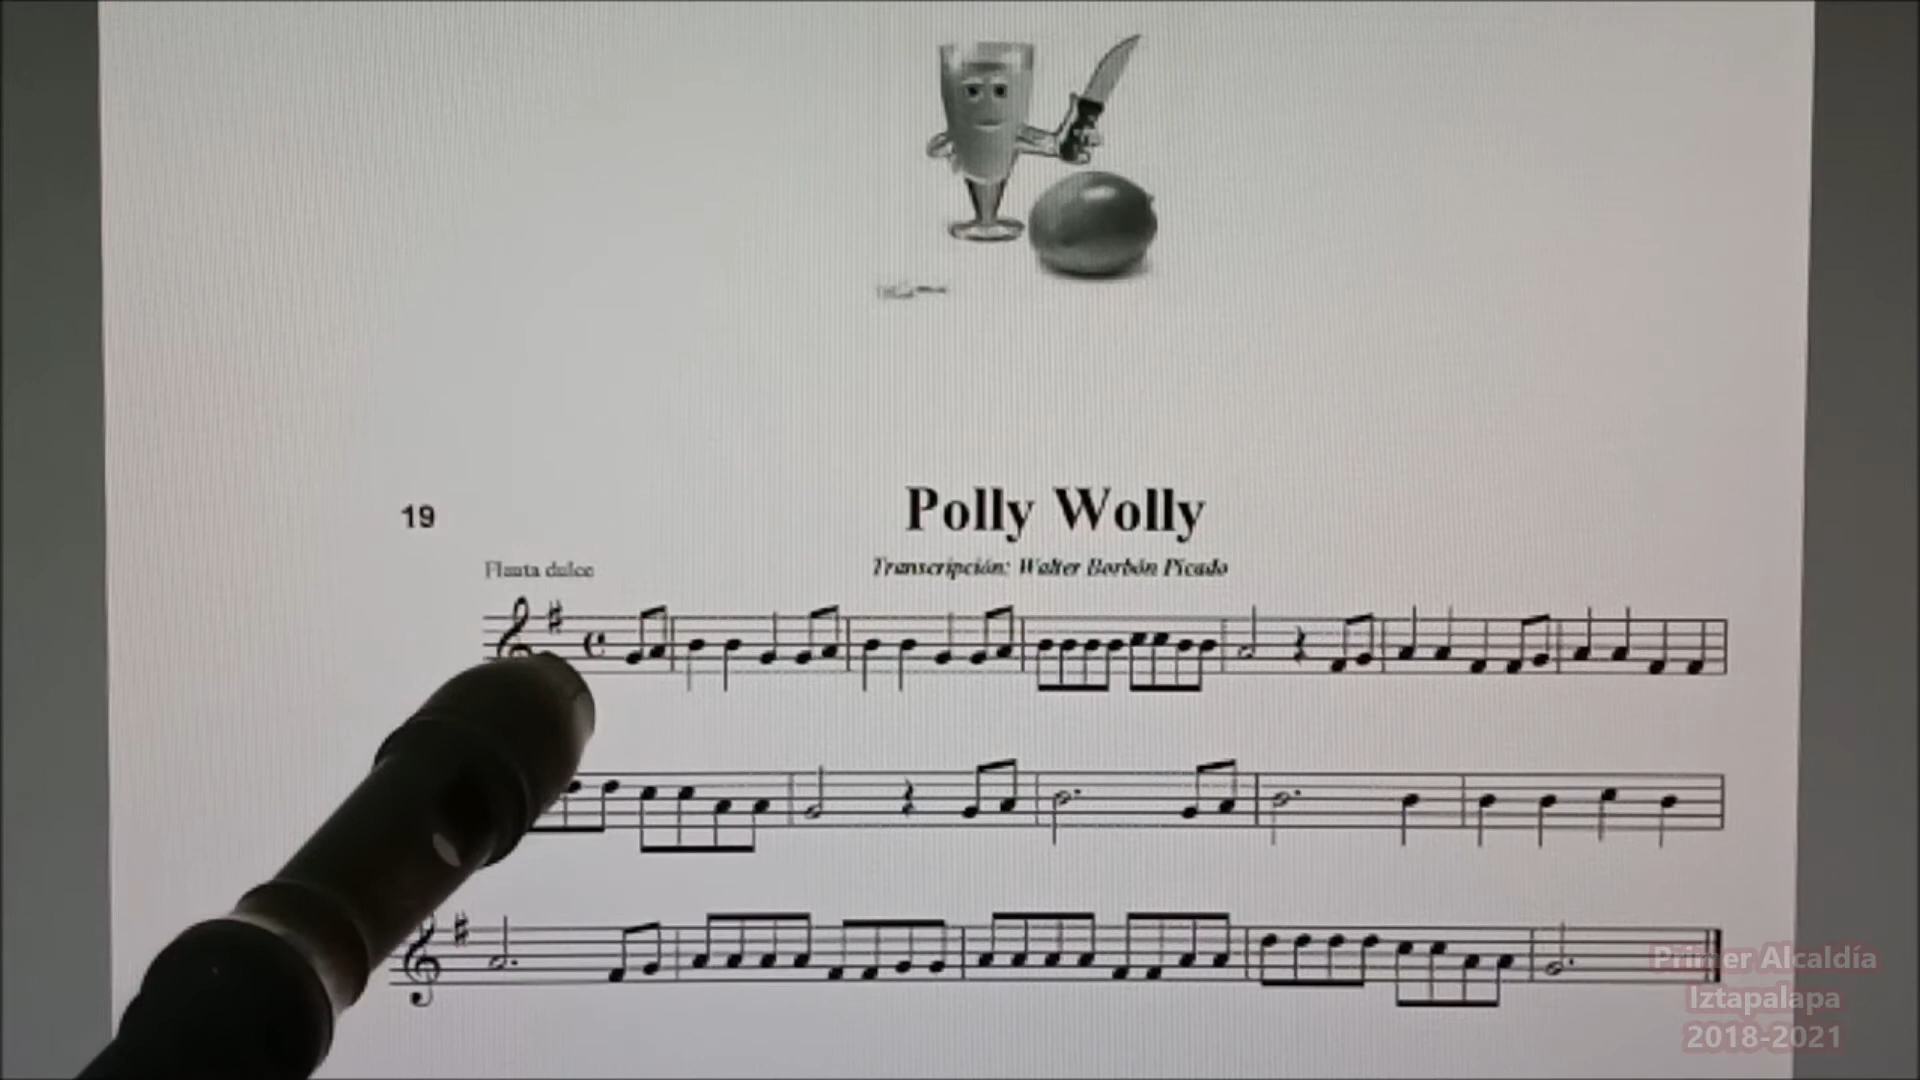 19
Polly Wolly
Flauta dulce
Transcripción: Walter Borbón Picado
Primer Alcaldía
Iztapalapa
2018-2021